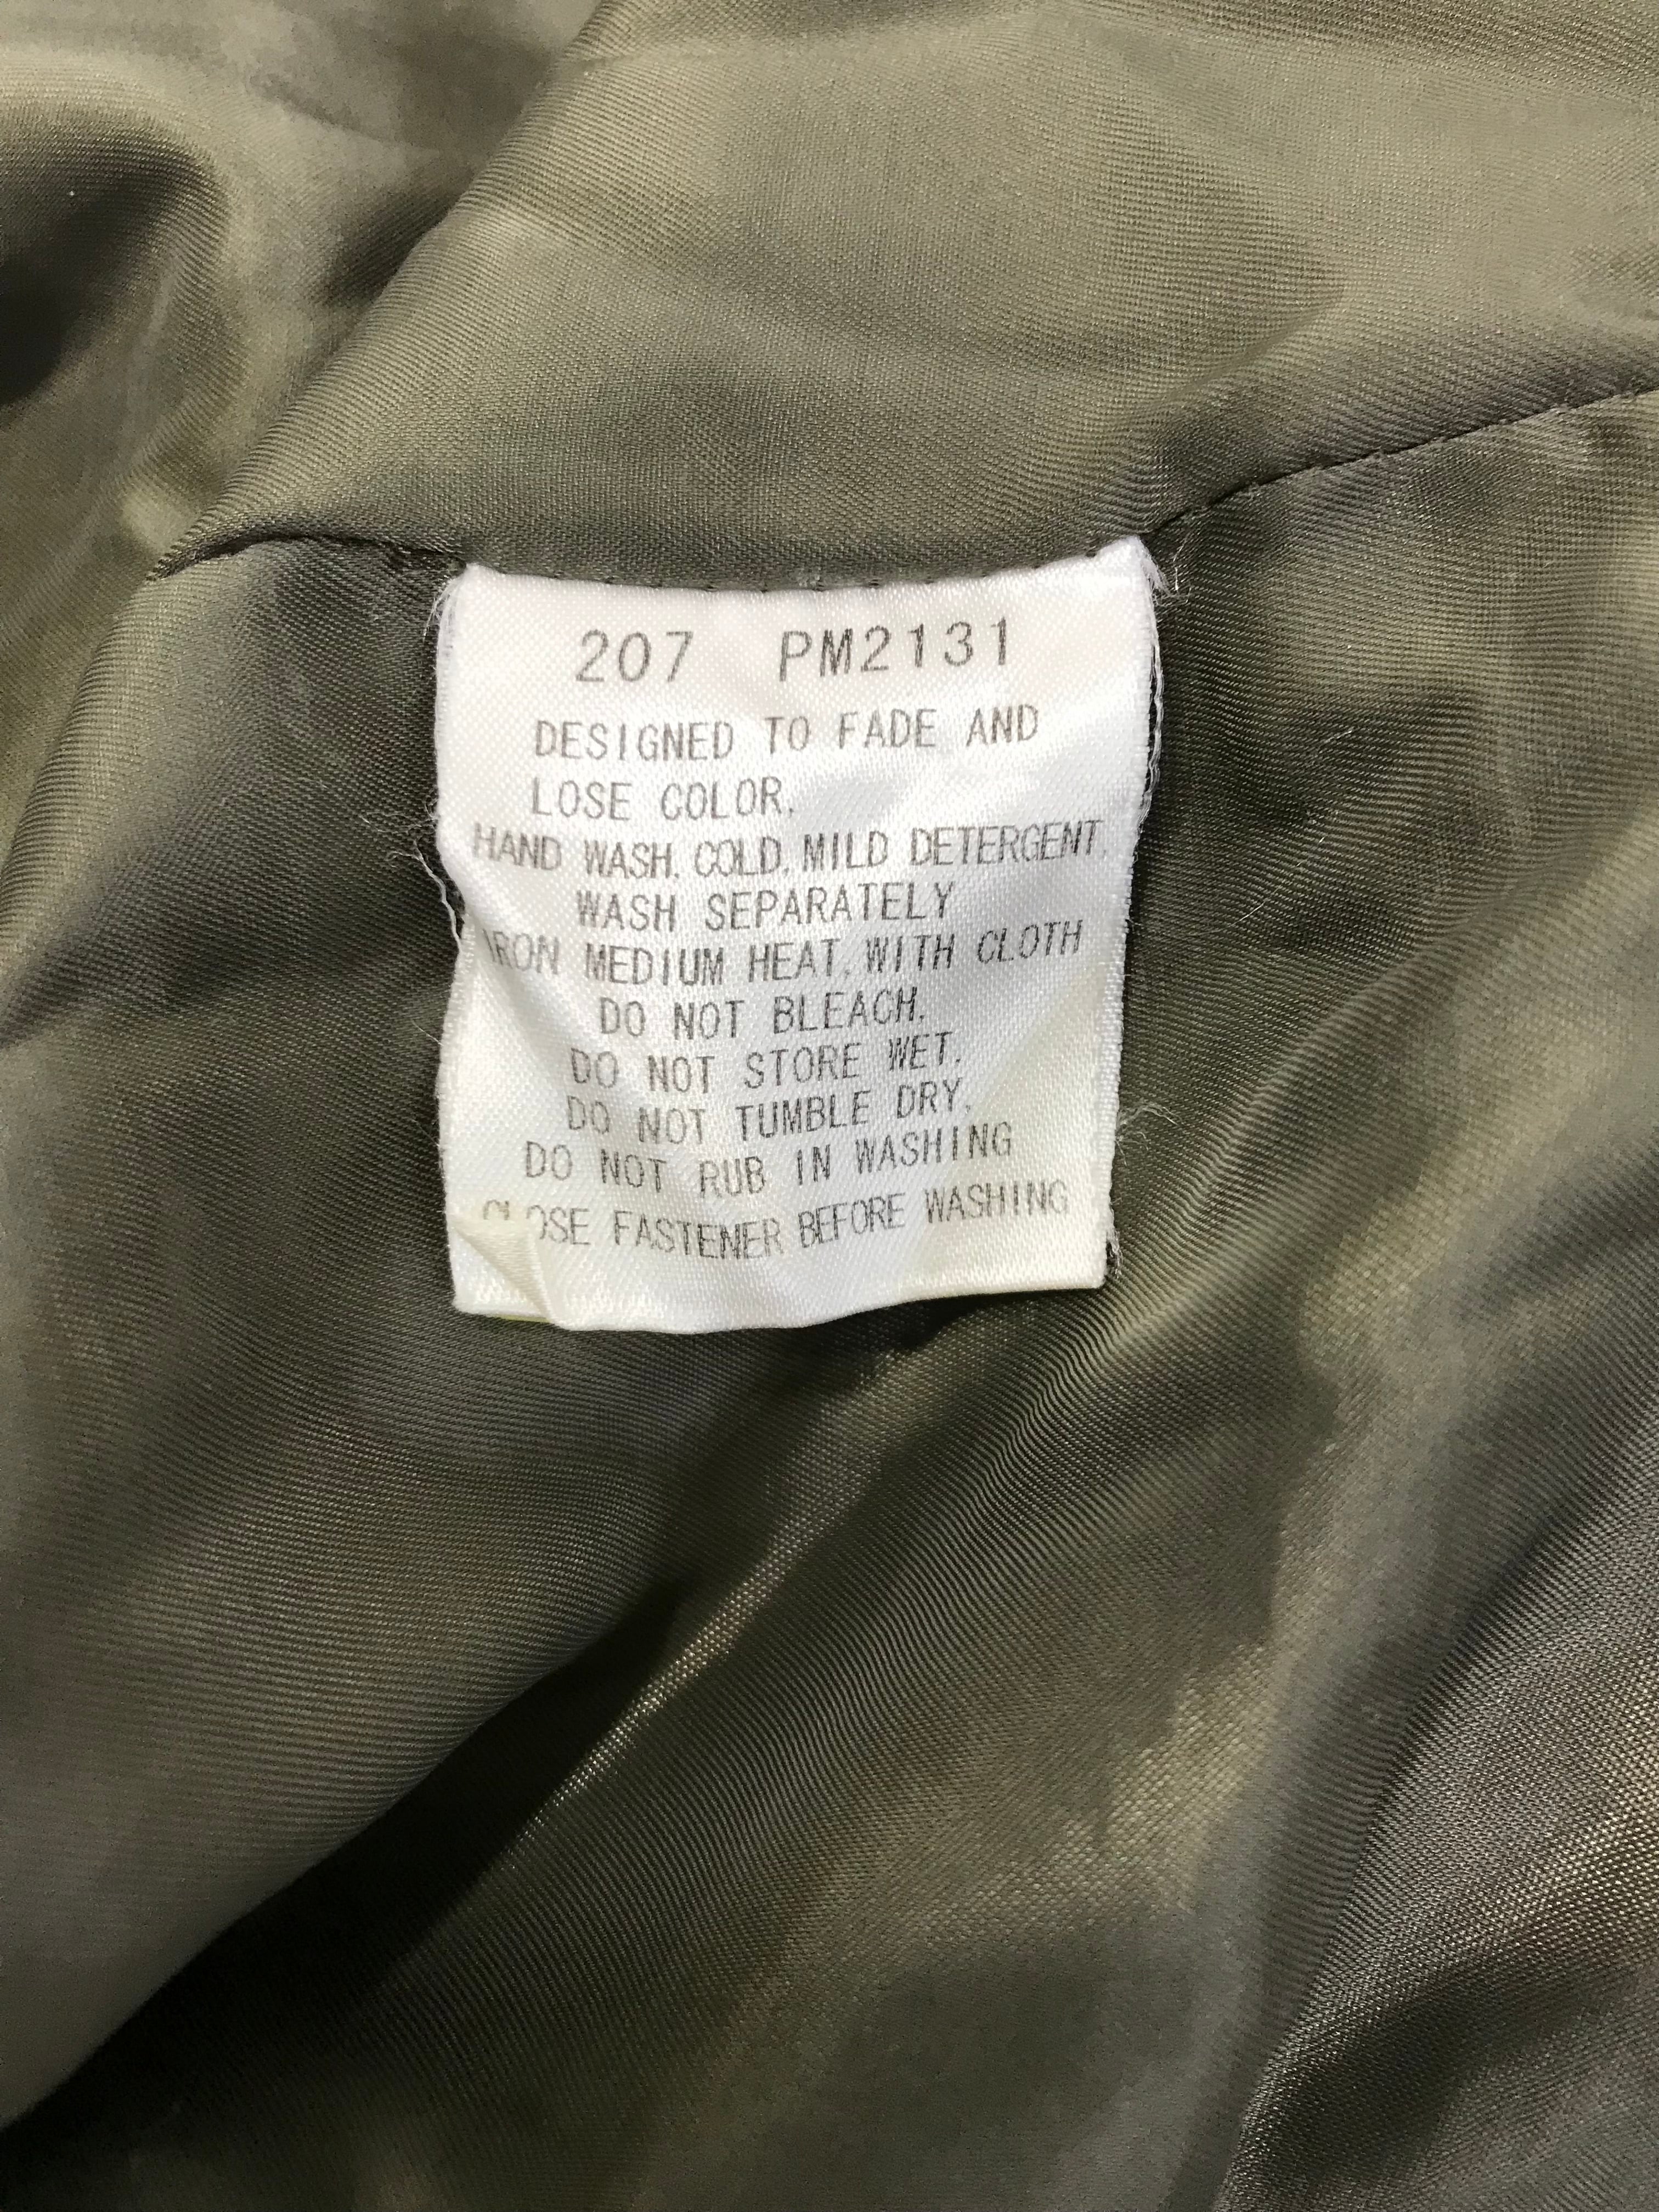 207 PM2131
DESIGNED TO FADE AND
LOSE COLOR.
HAND WASH. COLD. MILD DETERGENT.
WASH SEPARATELY
IRON MEDIUM HEAT. WITH CLOTH
DO NOT BLEACH.
DO NOT STORE WET.
DO NOT TUMBLE DRY.
DO NOT RUB IN WASHING
CLOSE FASTENER BEFORE WASHING